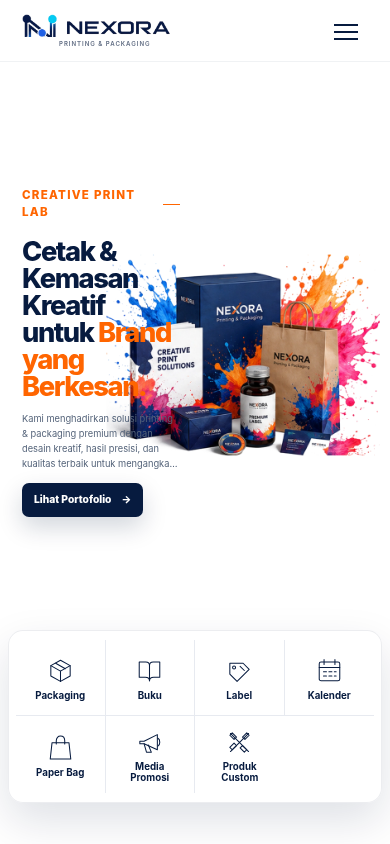 NEXORA
PRINTING & PACKAGING
CREATIVE PRINT
LAB
Cetak &
Kemasan
Kreatif
untuk Brand
yang
Berkesan
Kami menghadirkan solusi printing
& packaging premium dengan
desain kreatif, hasil presisi, dan
kualitas terbaik untuk mengangka...
Lihat Portofolio →
NEXORA
Printing & Packaging
CREATIVE
PRINT
SOLUTIONS
NEXORA
NEXORA
PREMIUM
LABEL
NEXORA
Packaging
Buku
Label
Kalender
Paper Bag
Media
Promosi
Produk
Custom